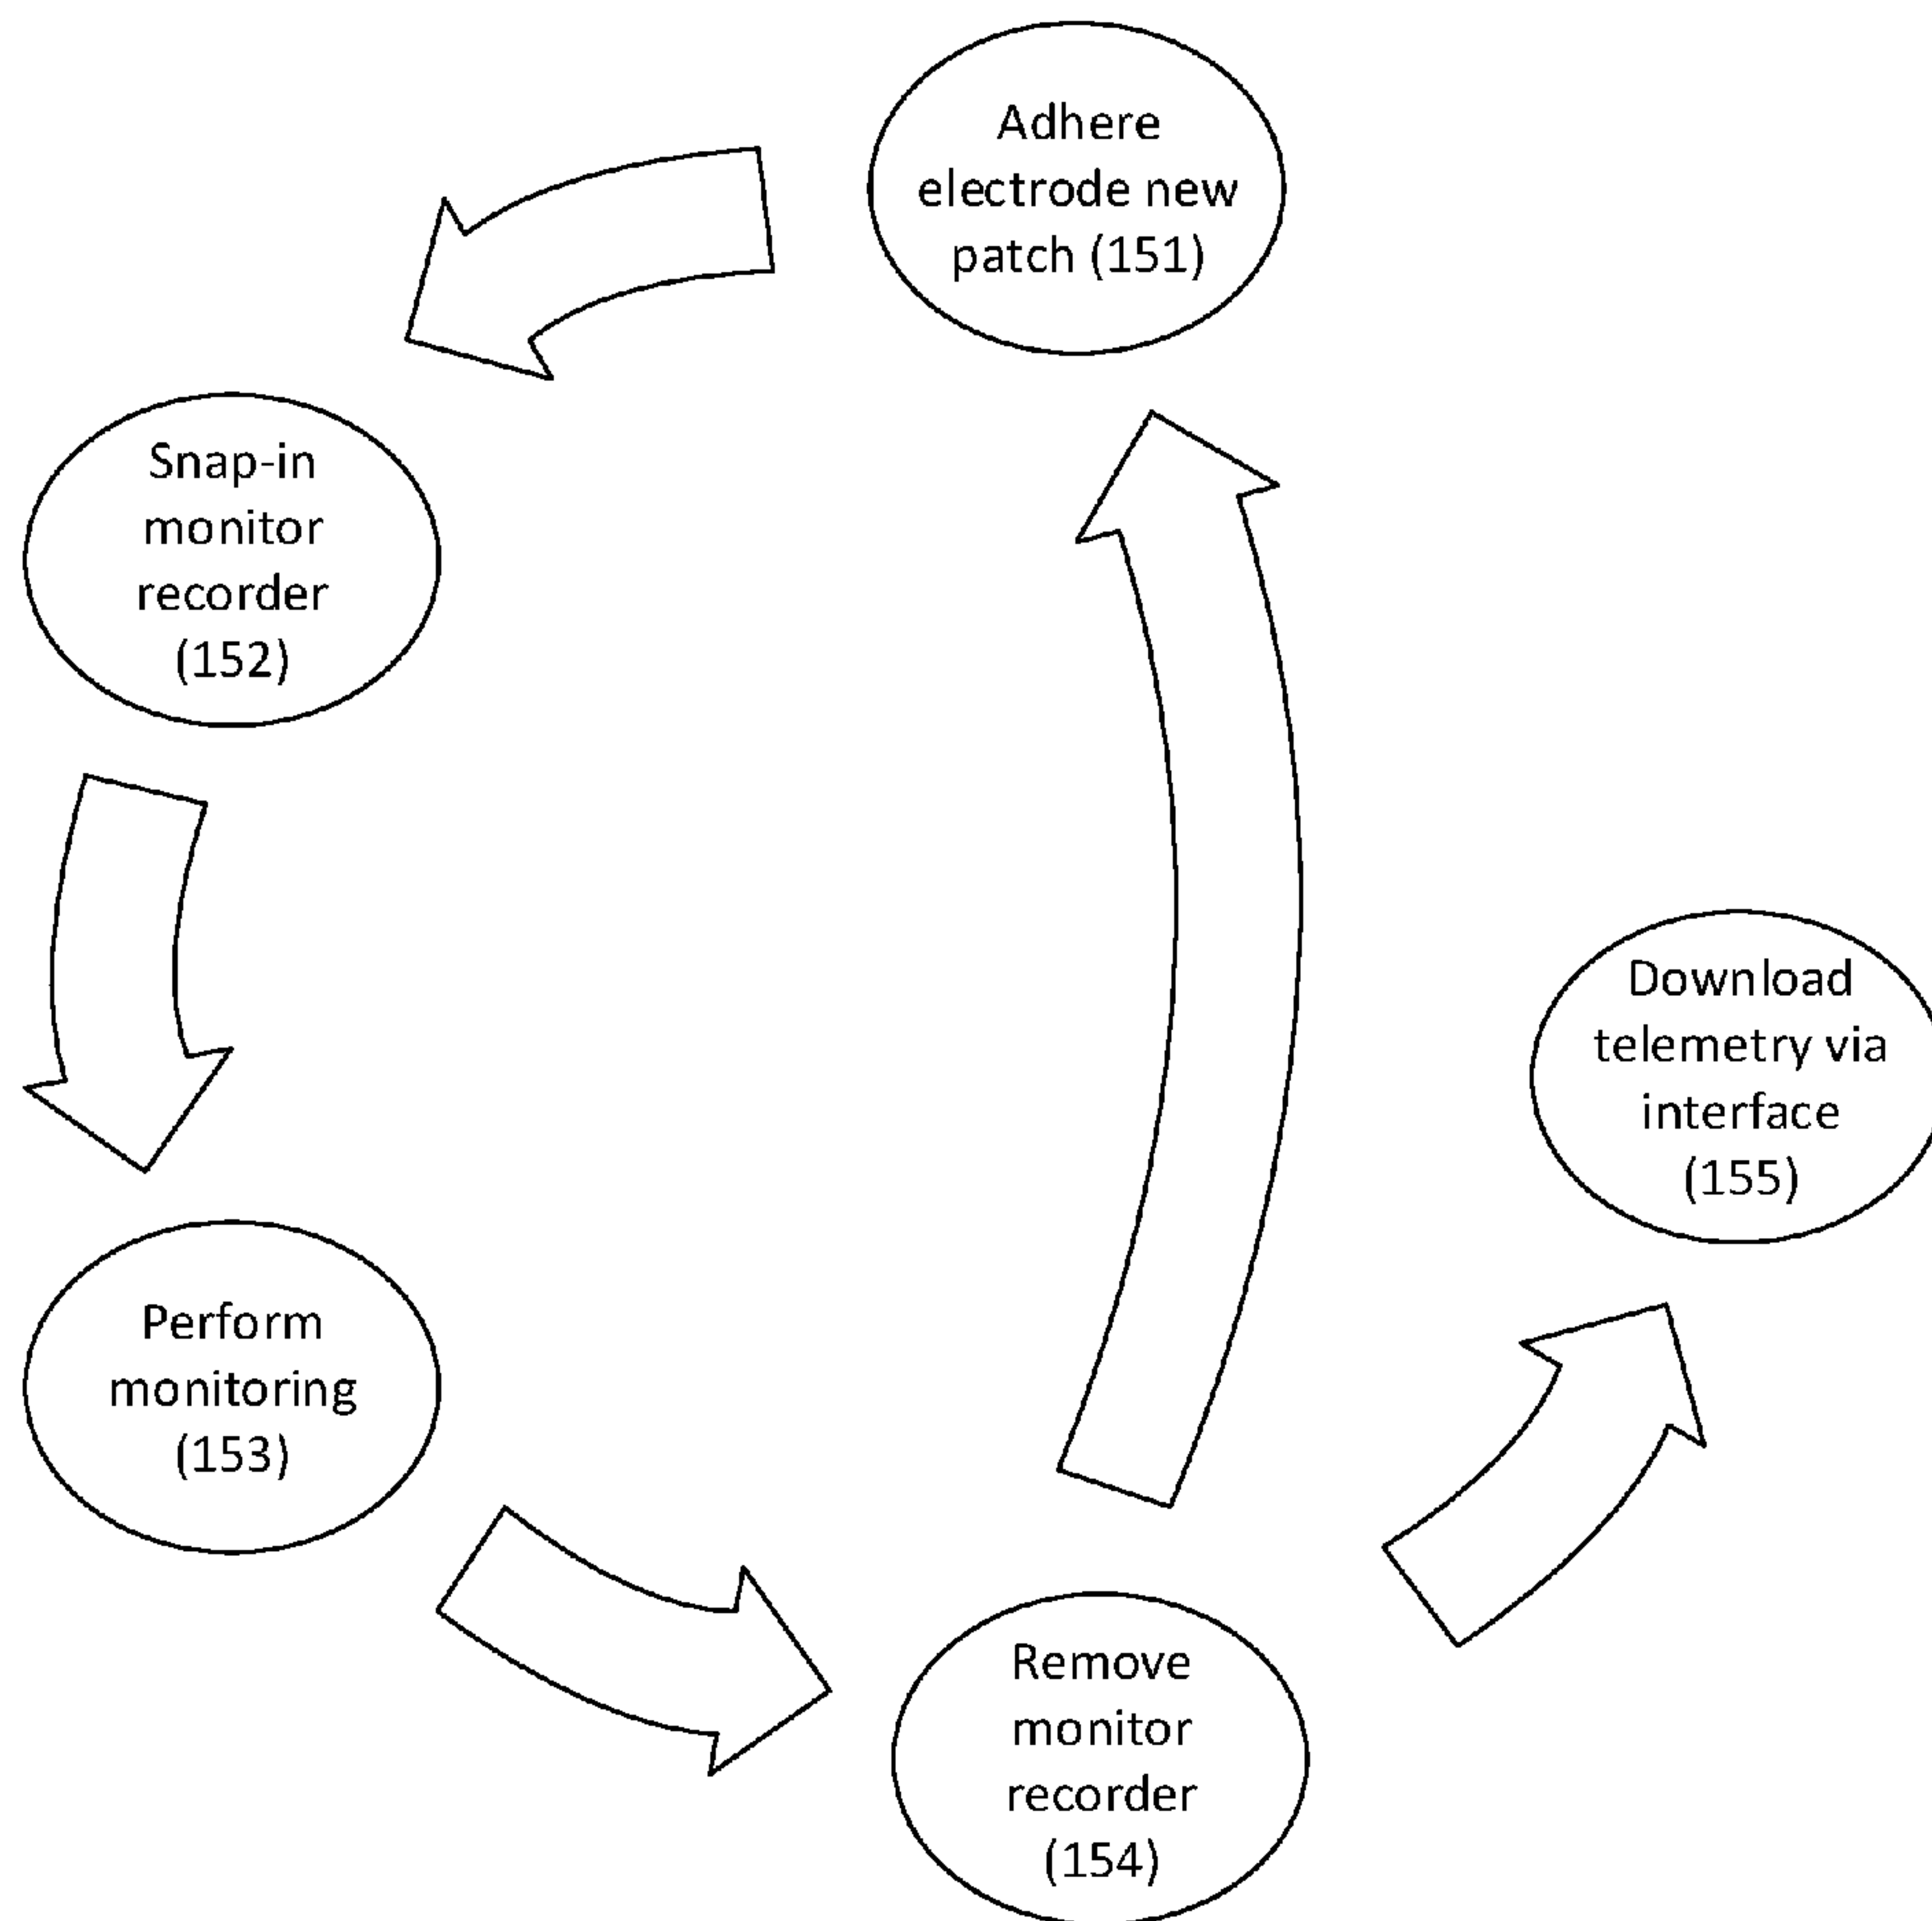 Adhere
electrode new
patch (151)
Snap-in
monitor
recorder
(152)
Perform
monitoring
(153)
Remove
monitor
recorder
(154)
Download
telemetry via
interface
(155)